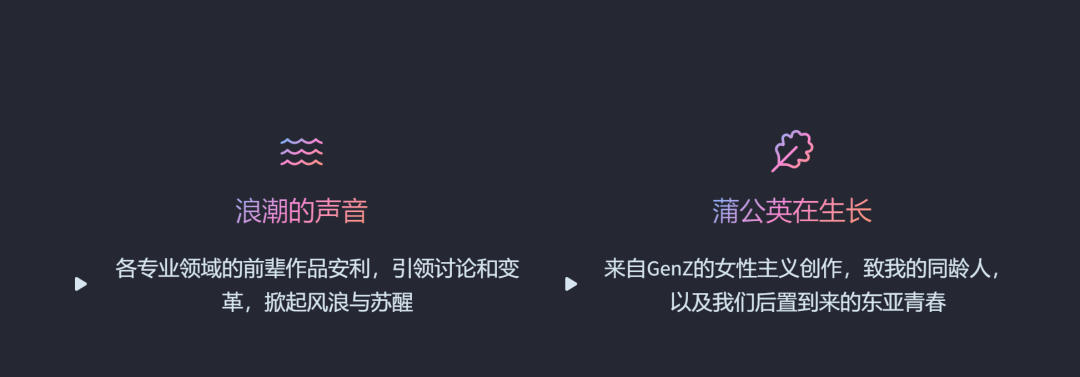 浪潮的声音
各专业领域的前辈作品安利，引领讨论和变
革，掀起风浪与苏醒
蒲公英在生长
来自GenZ的女性主义创作，致我的同龄人，
以及我们后置到来的东亚青春